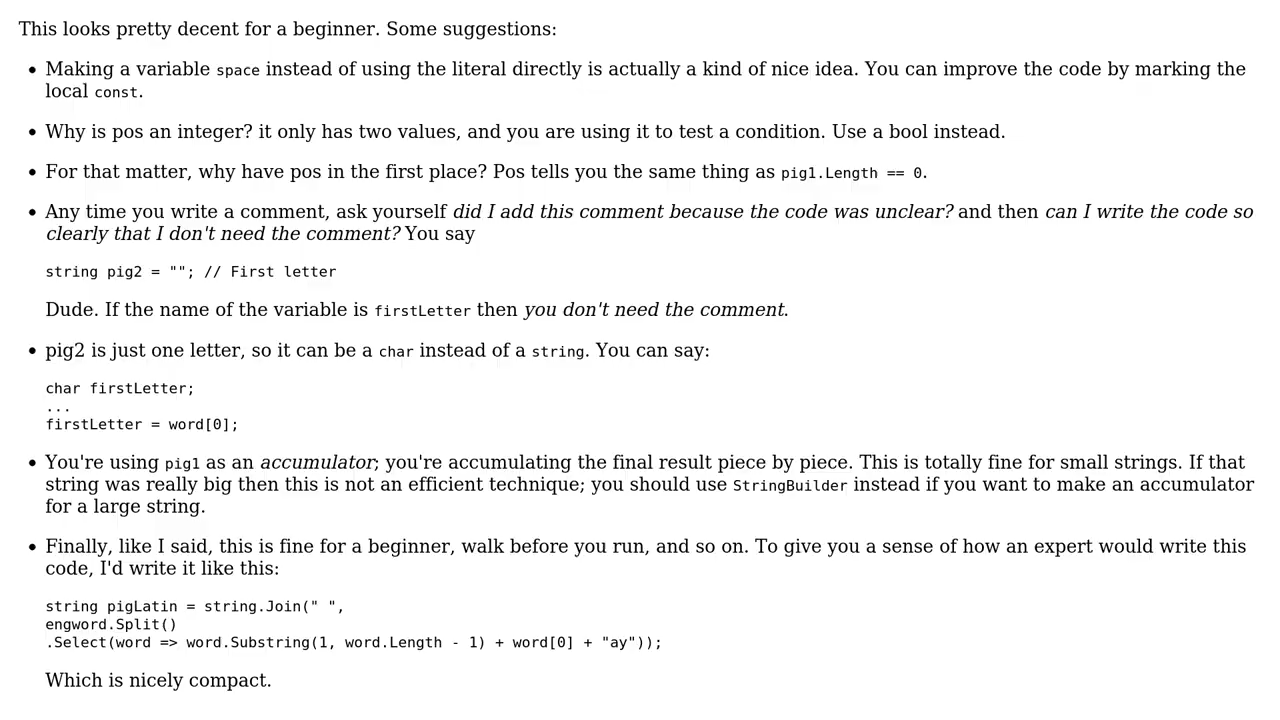 This looks pretty decent for a beginner. Some suggestions:
• Making a variable space instead of using the literal directly is actually a kind of nice idea. You can improve the code by marking the
local const.
• Why is pos an integer? it only has two values, and you are using it to test a condition. Use a bool instead.
• For that matter, why have pos in the first place? Pos tells you the same thing as pig1.Length == 0.
• Any time you write a comment, ask yourself did I add this comment because the code was unclear? and then can I write the code so
clearly that I don't need the comment? You say
string pig2 = ""; // First letter
Dude. If the name of the variable is firstLetter then you don't need the comment.
• pig2 is just one letter, so it can be a char instead of a string. You can say:
char firstLetter;
...
firstLetter = word[0];
• You're using pig1 as an accumulator; you're accumulating the final result piece by piece. This is totally fine for small strings. If that
string was really big then this is not an efficient technique; you should use StringBuilder instead if you want to make an accumulator
for a large string.
• Finally, like I said, this is fine for a beginner, walk before you run, and so on. To give you a sense of how an expert would write this
code, I'd write it like this:
string pigLatin = string.Join(" ",
engword.Split()
.Select(word => word.Substring(1, word.Length - 1) + word[0] + "ay"));
Which is nicely compact.